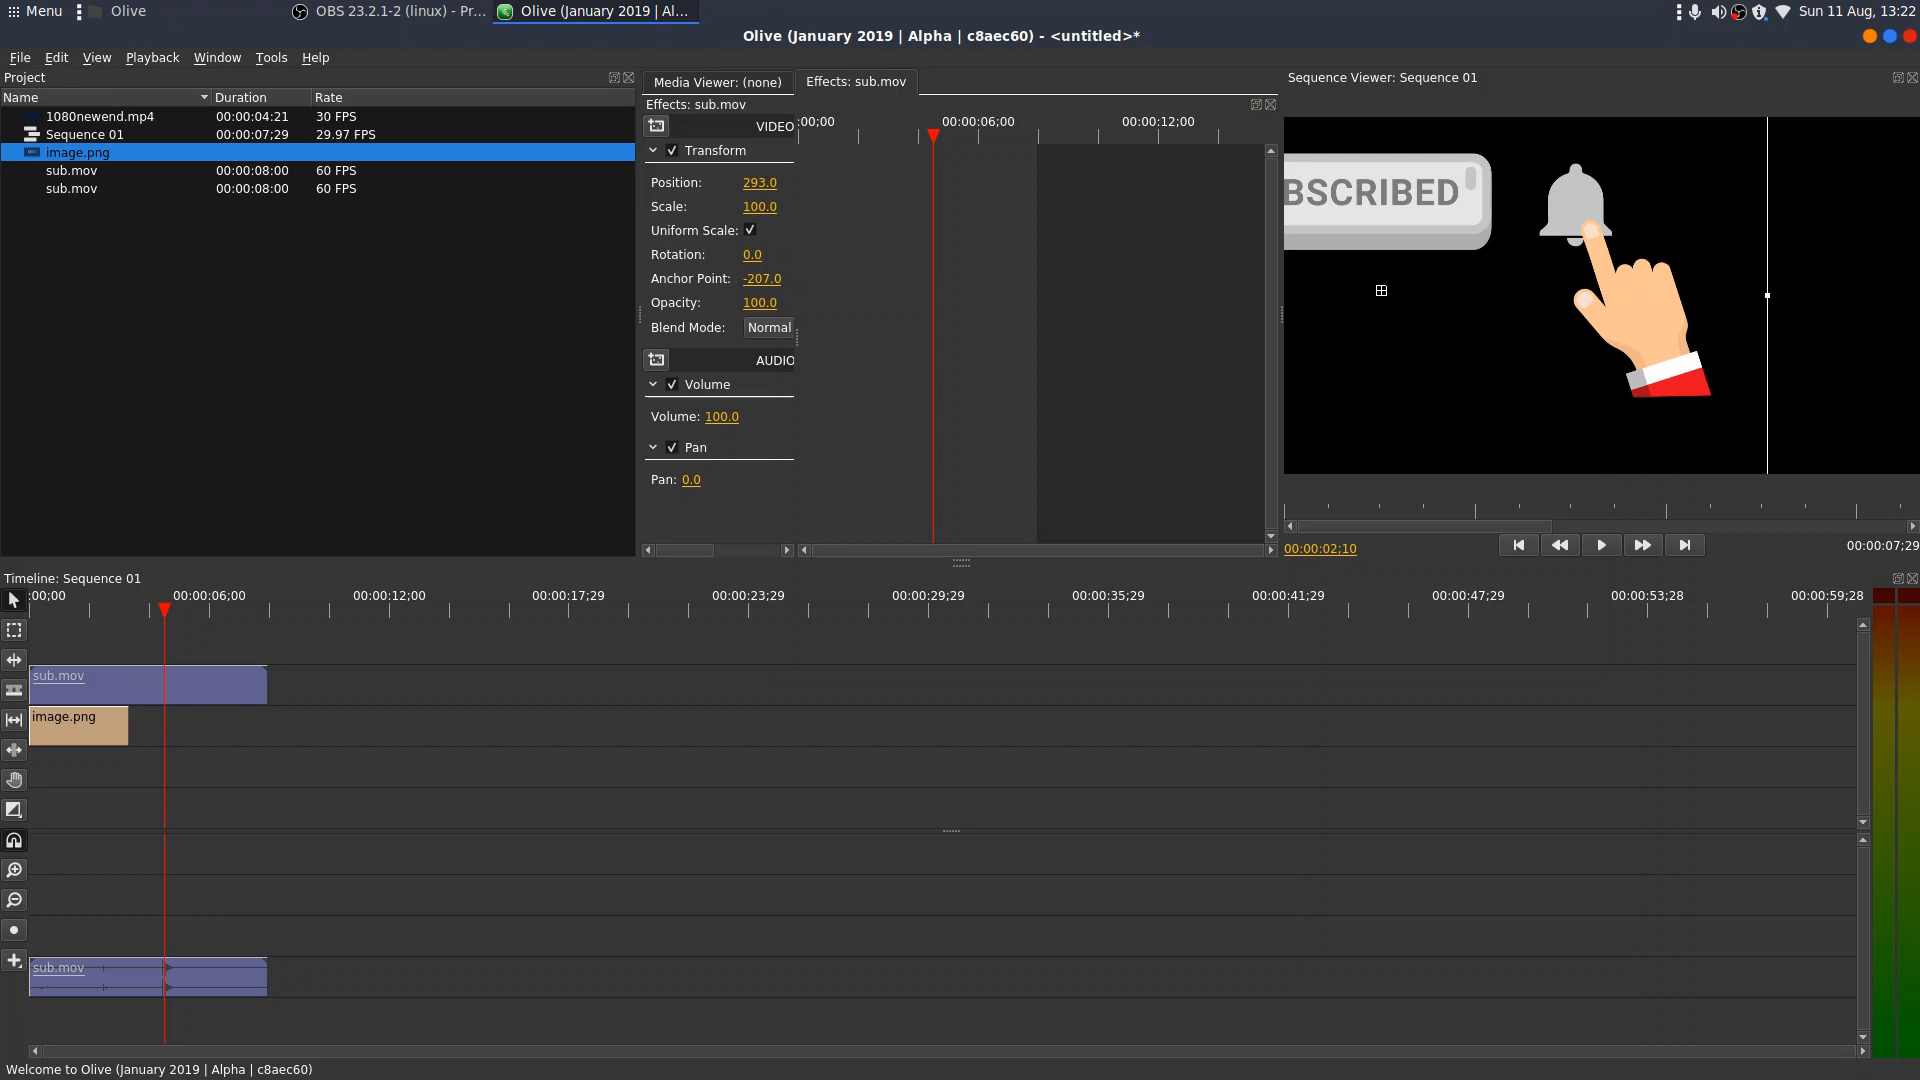 Menu Olive OBS 23.2.1-2 (linux) - Pr... Olive (January 2019 | Al... Sun 11 Aug, 13:22
Olive (January 2019 | Alpha | c8aec60) - <untitled>*
File Edit View Playback Window Tools Help
Project
Name Duration Rate
1080newend.mp4 00:00:04:21 30 FPS
Sequence 01 00:00:07;29 29.97 FPS
image.png
sub.mov 00:00:08:00 60 FPS
sub.mov 00:00:08:00 60 FPS
Media Viewer: (none) Effects: sub.mov
Effects: sub.mov
VIDEO :00;00 00:00:06;00 00:00:12;00
Transform
Position: 293.0
Scale: 100.0
Uniform Scale:
Rotation: 0.0
Anchor Point: -207.0
Opacity: 100.0
Blend Mode: Normal
AUDIO
Volume
Volume: 100.0
Pan
Pan: 0.0
Sequence Viewer: Sequence 01
BSCRIBED
00:00:02;10 00:00:07;29
Timeline: Sequence 01
:00;00 00:00:06;00 00:00:12;00 00:00:17;29 00:00:23;29 00:00:29;29 00:00:35;29 00:00:41;29 00:00:47;29 00:00:53;28 00:00:59;28
sub.mov
image.png
sub.mov
Welcome to Olive (January 2019 | Alpha | c8aec60)